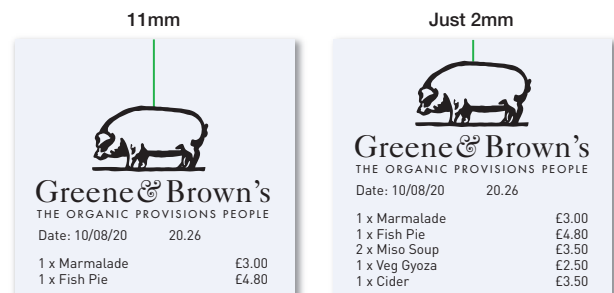 11mm
Greene & Brown's
THE ORGANIC PROVISIONS PEOPLE
Date: 10/08/20 20.26
1 x Marmalade £3.00
1 x Fish Pie £4.80
Just 2mm
Greene & Brown's
THE ORGANIC PROVISIONS PEOPLE
Date: 10/08/20 20.26
1 x Marmalade £3.00
1 x Fish Pie £4.80
2 x Miso Soup £3.50
1 x Veg Gyoza £2.50
1 x Cider £3.50